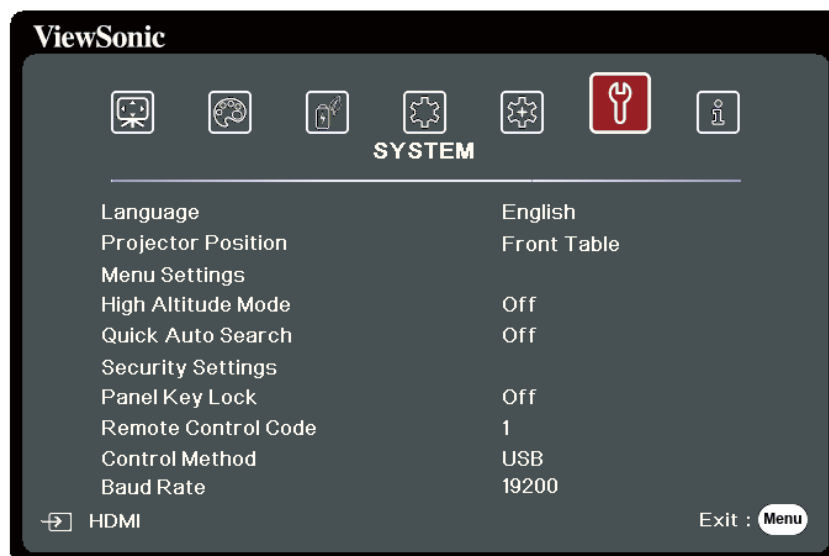 ViewSonic
SYSTEM
Language English
Projector Position Front Table
Menu Settings
High Altitude Mode Off
Quick Auto Search Off
Security Settings
Panel Key Lock Off
Remote Control Code 1
Control Method USB
Baud Rate 19200
HDMI Exit : Menu